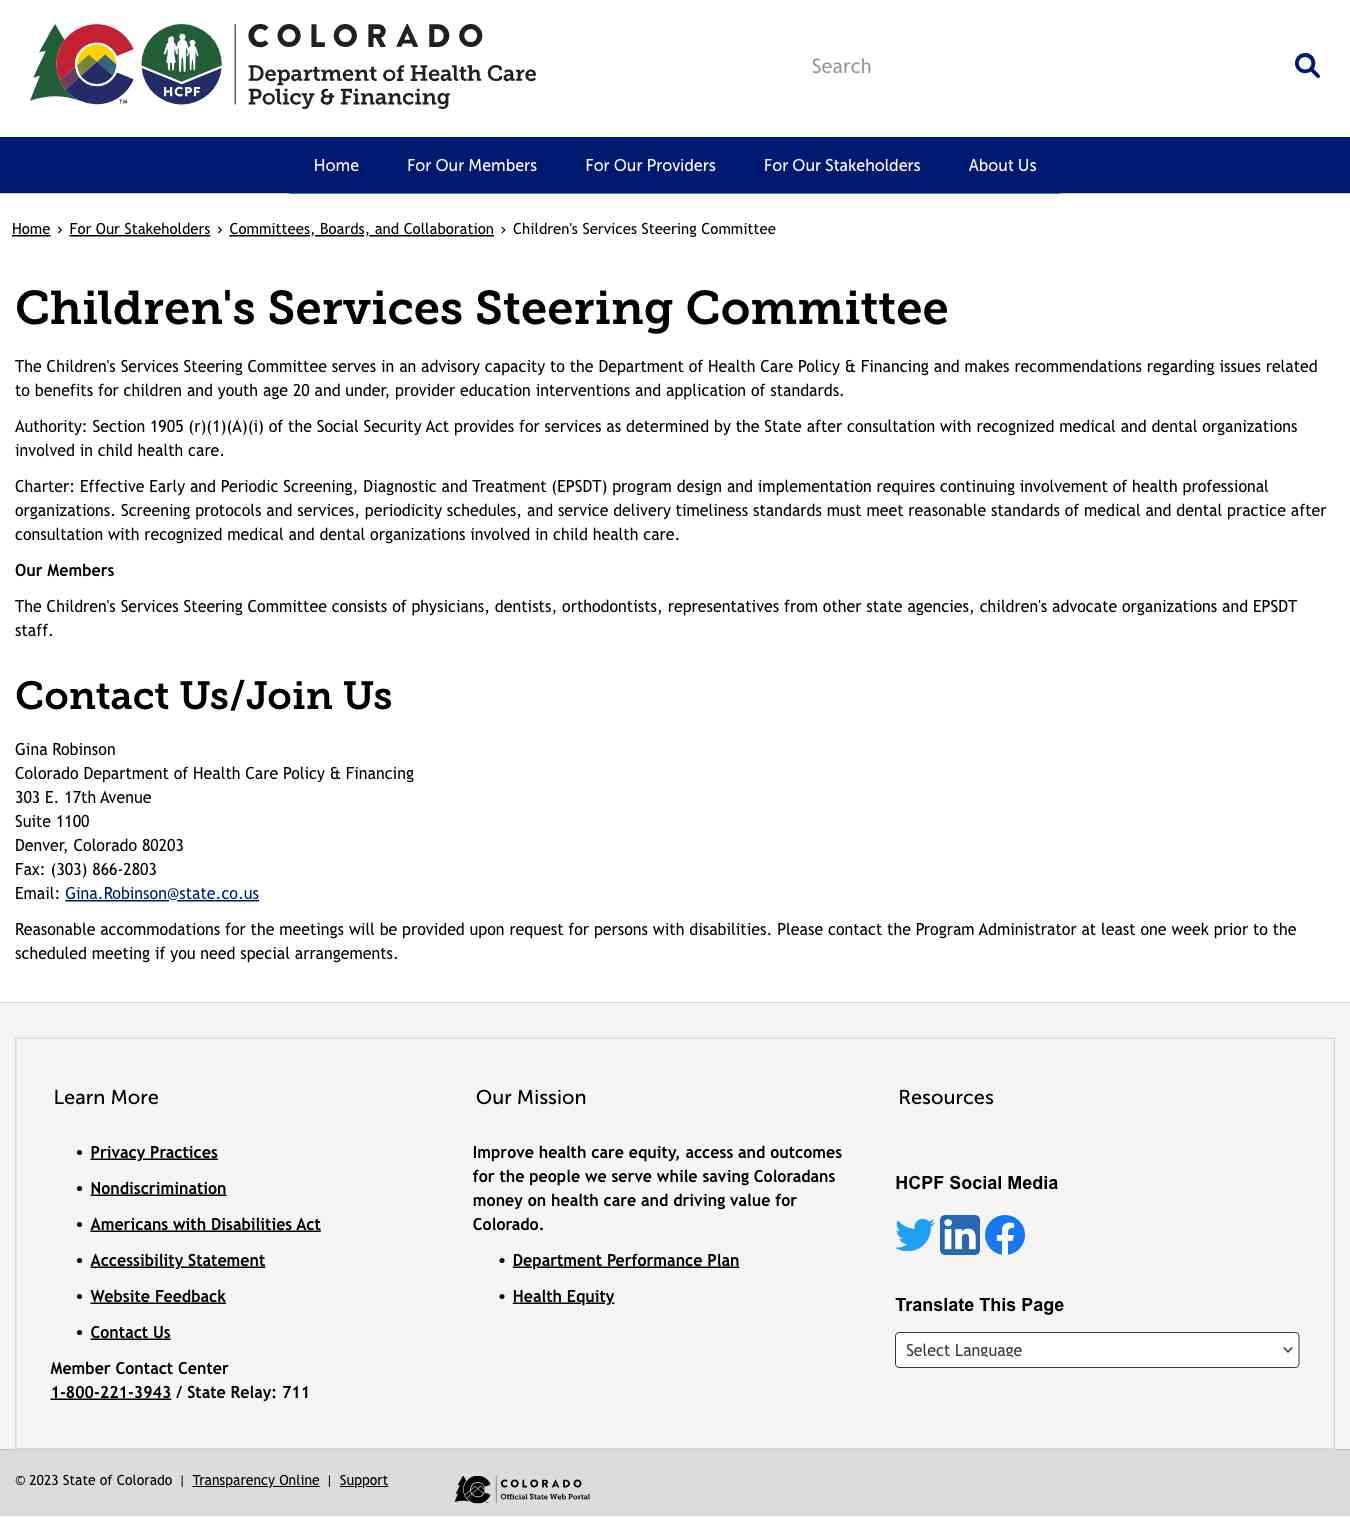 COLORADO
Department of Health Care
Policy & Financing
HCPF
TM
Search
Home
For Our Members
For Our Providers
For Our Stakeholders
About Us
Home › For Our Stakeholders › Committees, Boards, and Collaboration › Children's Services Steering Committee
Children's Services Steering Committee
The Children's Services Steering Committee serves in an advisory capacity to the Department of Health Care Policy & Financing and makes recommendations regarding issues related
to benefits for children and youth age 20 and under, provider education interventions and application of standards.
Authority: Section 1905 (r)(1)(A)(i) of the Social Security Act provides for services as determined by the State after consultation with recognized medical and dental organizations
involved in child health care.
Charter: Effective Early and Periodic Screening, Diagnostic and Treatment (EPSDT) program design and implementation requires continuing involvement of health professional
organizations. Screening protocols and services, periodicity schedules, and service delivery timeliness standards must meet reasonable standards of medical and dental practice after
consultation with recognized medical and dental organizations involved in child health care.
Our Members
The Children's Services Steering Committee consists of physicians, dentists, orthodontists, representatives from other state agencies, children's advocate organizations and EPSDT
staff.
Contact Us/Join Us
Gina Robinson
Colorado Department of Health Care Policy & Financing
303 E. 17th Avenue
Suite 1100
Denver, Colorado 80203
Fax: (303) 866-2803
Email: Gina.Robinson@state.co.us
Reasonable accommodations for the meetings will be provided upon request for persons with disabilities. Please contact the Program Administrator at least one week prior to the
scheduled meeting if you need special arrangements.
Learn More
• Privacy Practices
• Nondiscrimination
• Americans with Disabilities Act
• Accessibility Statement
• Website Feedback
• Contact Us
Member Contact Center
1-800-221-3943 / State Relay: 711
Our Mission
Improve health care equity, access and outcomes
for the people we serve while saving Coloradans
money on health care and driving value for
Colorado.
• Department Performance Plan
• Health Equity
Resources
HCPF Social Media
Translate This Page
Select Language
© 2023 State of Colorado | Transparency Online | Support
COLORADO
Official State Web Portal